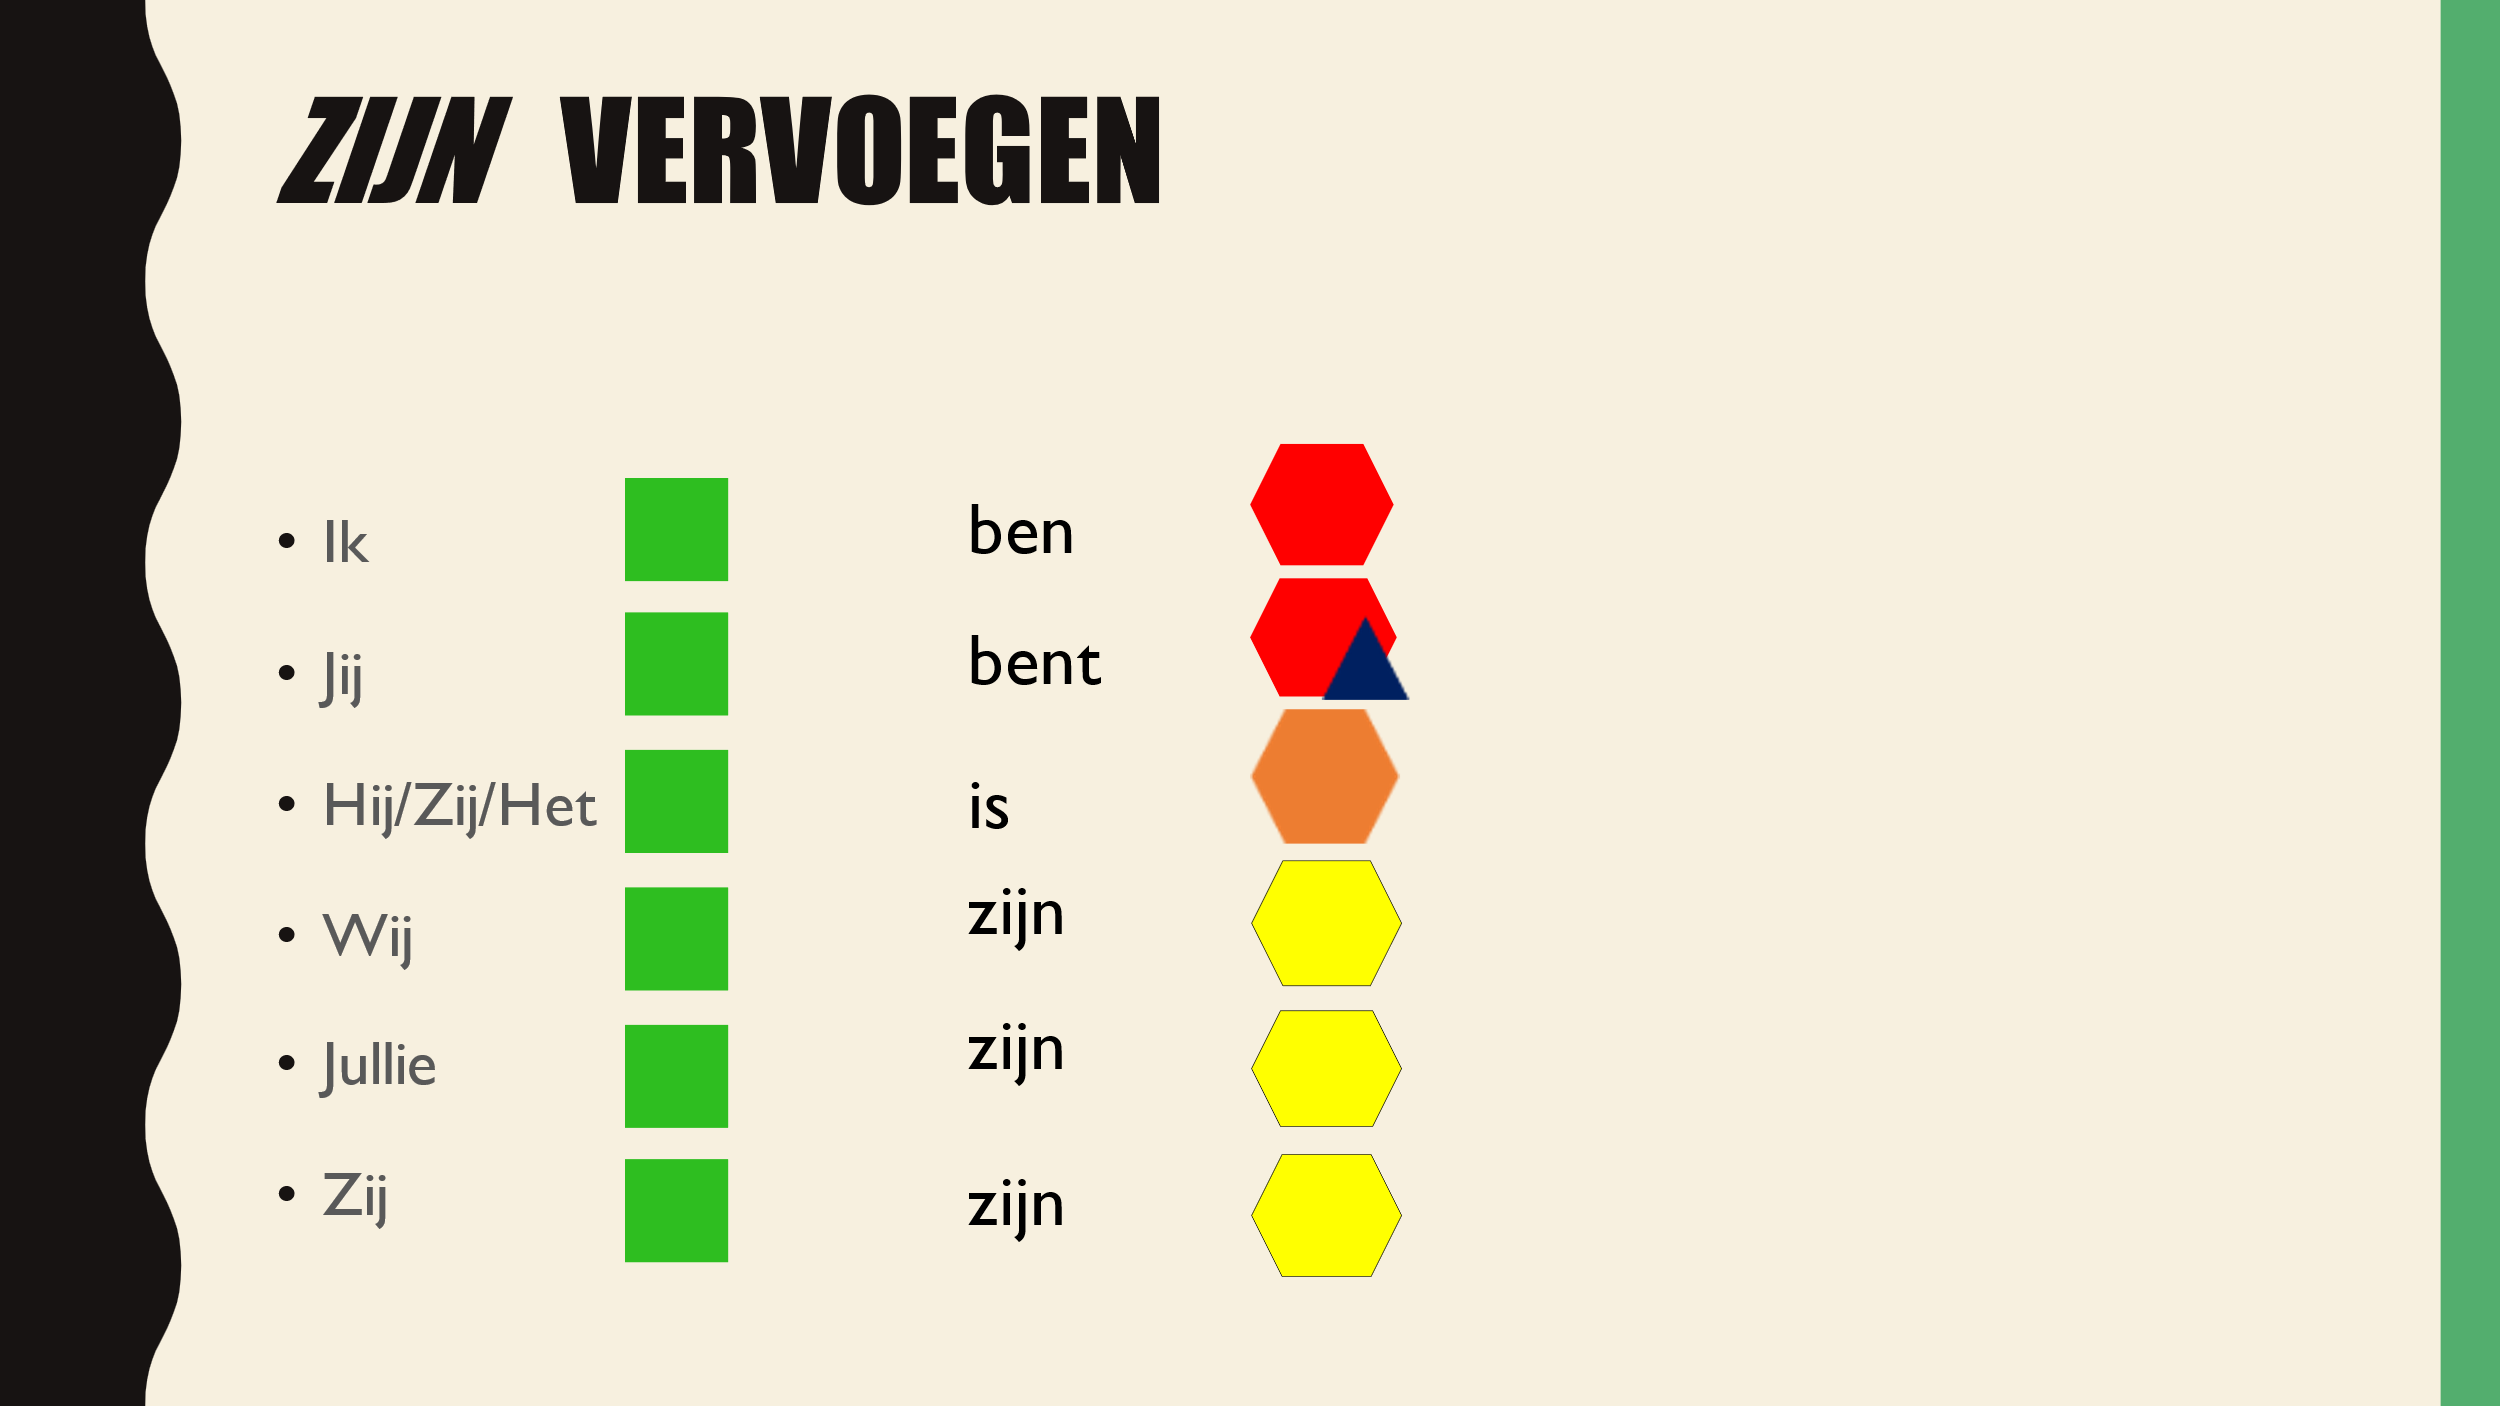 ZIJN VERVOEGEN
• Ik ben
• Jij bent
• Hij/Zij/Het is
• Wij zijn
• Jullie zijn
• Zij zijn